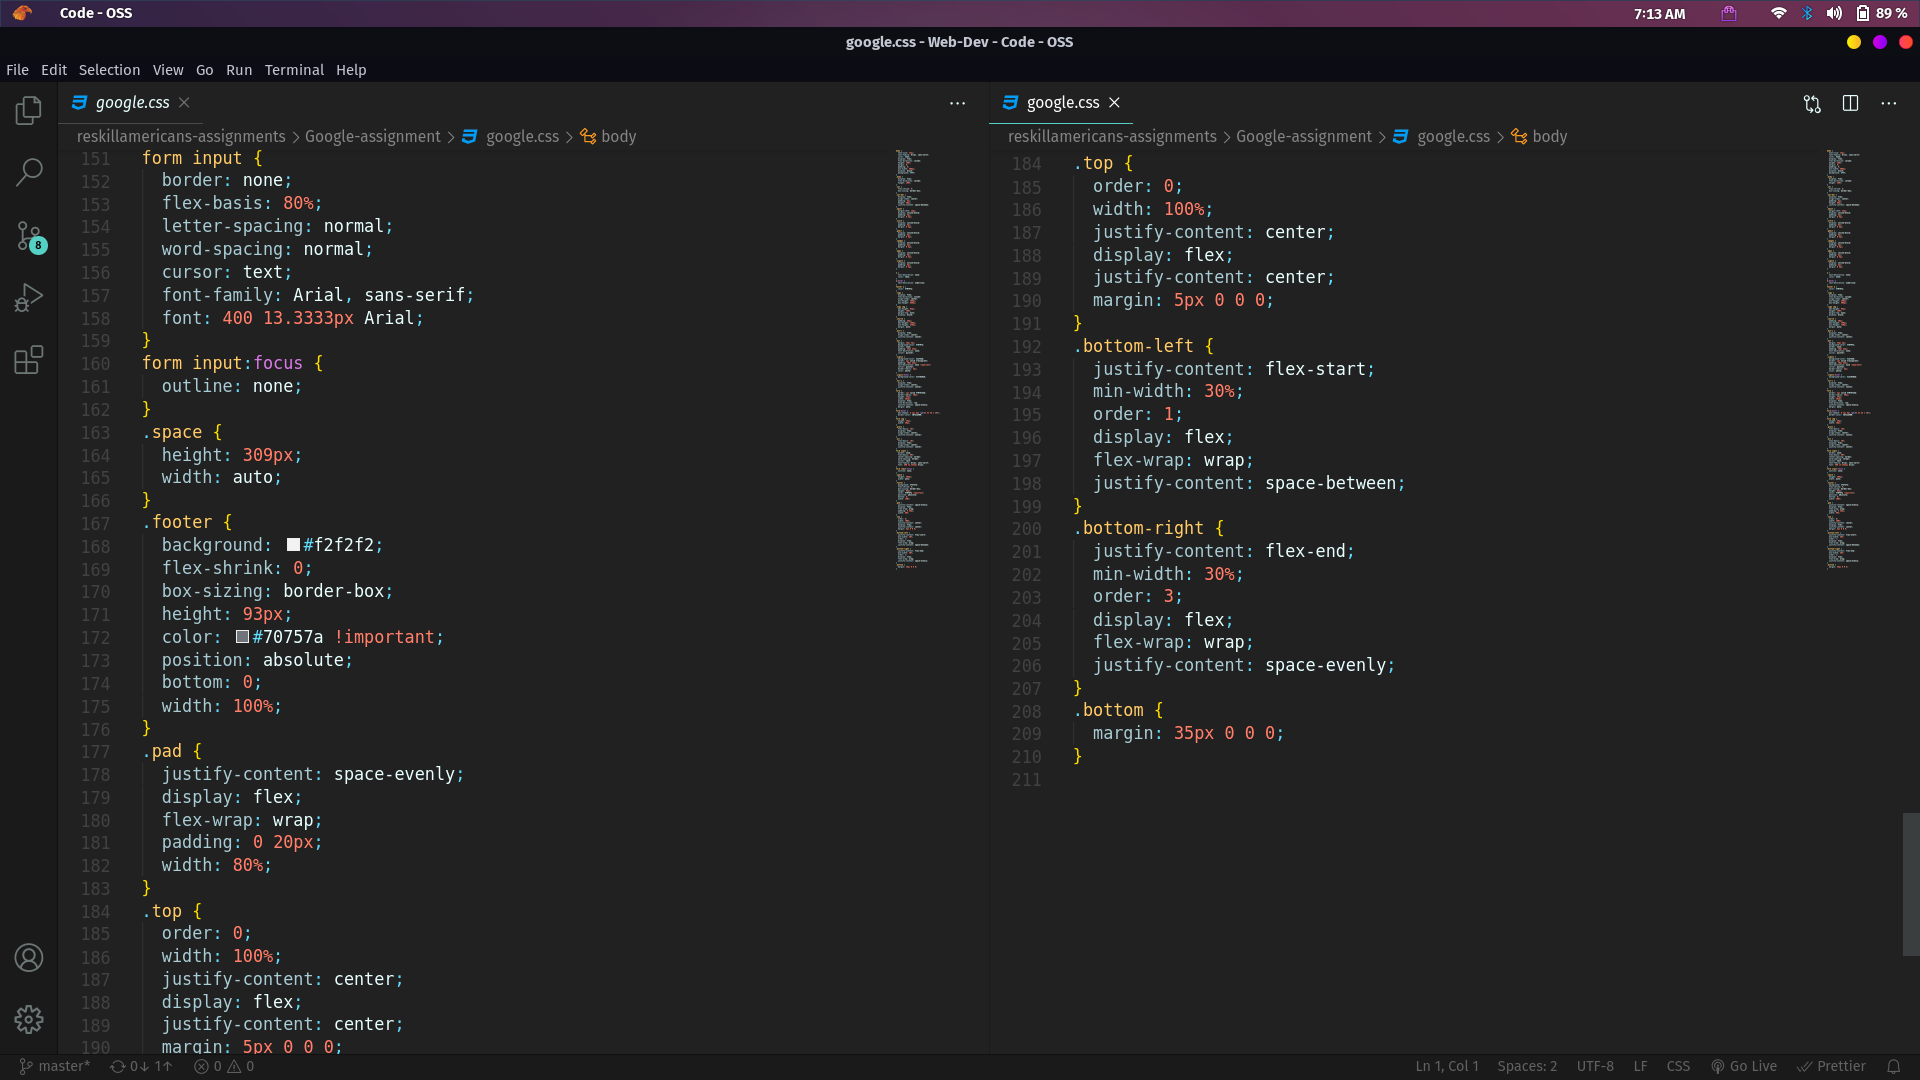 Code - OSS
7:13 AM
89 %
google.css - Web-Dev - Code - OSS
File Edit Selection View Go Run Terminal Help
google.css
reskillamericans-assignments > Google-assignment > google.css > body
151 form input {
152 border: none;
153 flex-basis: 80%;
154 letter-spacing: normal;
155 word-spacing: normal;
156 cursor: text;
157 font-family: Arial, sans-serif;
158 font: 400 13.3333px Arial;
159 }
160 form input:focus {
161 outline: none;
162 }
163 .space {
164 height: 309px;
165 width: auto;
166 }
167 .footer {
168 background: #f2f2f2;
169 flex-shrink: 0;
170 box-sizing: border-box;
171 height: 93px;
172 color: #70757a !important;
173 position: absolute;
174 bottom: 0;
175 width: 100%;
176 }
177 .pad {
178 justify-content: space-evenly;
179 display: flex;
180 flex-wrap: wrap;
181 padding: 0 20px;
182 width: 80%;
183 }
184 .top {
185 order: 0;
186 width: 100%;
187 justify-content: center;
188 display: flex;
189 justify-content: center;
190 margin: 5px 0 0 0;
google.css
reskillamericans-assignments > Google-assignment > google.css > body
184 .top {
185 order: 0;
186 width: 100%;
187 justify-content: center;
188 display: flex;
189 justify-content: center;
190 margin: 5px 0 0 0;
191 }
192 .bottom-left {
193 justify-content: flex-start;
194 min-width: 30%;
195 order: 1;
196 display: flex;
197 flex-wrap: wrap;
198 justify-content: space-between;
199 }
200 .bottom-right {
201 justify-content: flex-end;
202 min-width: 30%;
203 order: 3;
204 display: flex;
205 flex-wrap: wrap;
206 justify-content: space-evenly;
207 }
208 .bottom {
209 margin: 35px 0 0 0;
210 }
211
8
master* 0↓ 1↑ 0 0
Ln 1, Col 1 Spaces: 2 UTF-8 LF CSS Go Live Prettier